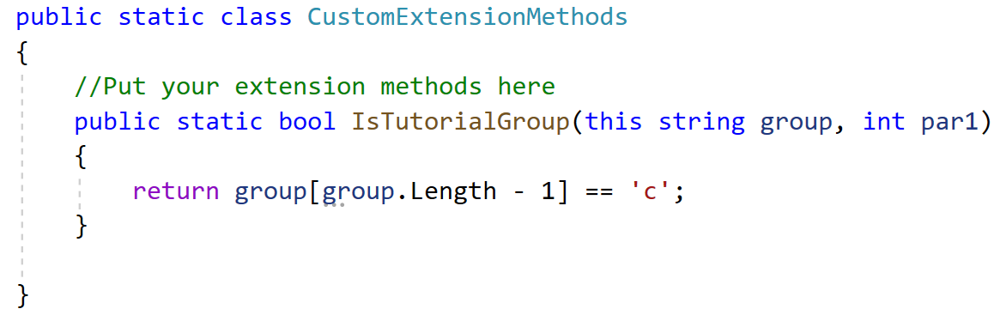 public static class CustomExtensionMethods
{
    //Put your extension methods here
    public static bool IsTutorialGroup(this string group, int par1)
    {
        return group[group.Length - 1] == 'c';
    }
}